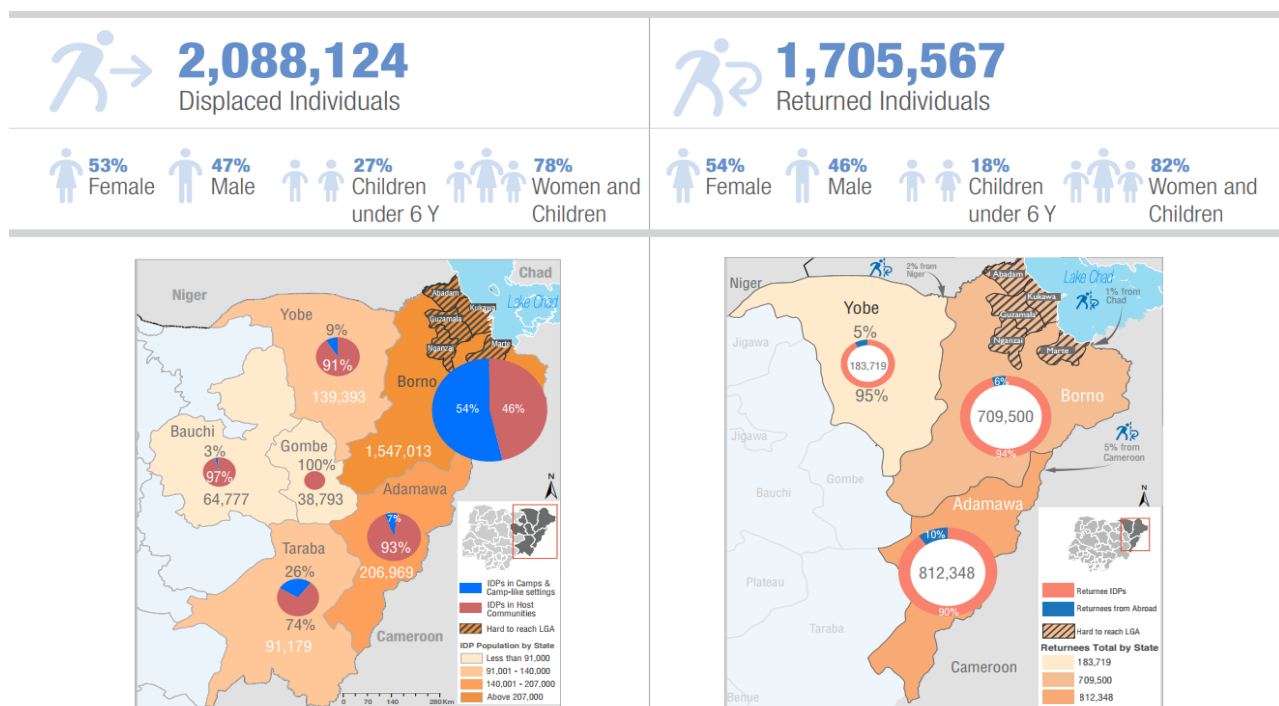 2,088,124
Displaced Individuals
1,705,567
Returned Individuals
53%
Female
47%
Male
27%
Children
under 6 Y
78%
Women and
Children
54%
Female
46%
Male
18%
Children
under 6 Y
82%
Women and
Children
Niger
Chad
Lake Chad
Abadam
Kukawa
Guzamala
Nganzai
Marte
Yobe
9%
91%
139,393
Borno
54%
46%
1,547,013
Bauchi
3%
97%
64,777
Gombe
100%
38,793
Adamawa
7%
93%
206,969
Taraba
26%
74%
91,179
Cameroon
N
IDPs in Camps &
Camp-like settings
IDPs in Host
Communities
Hard to reach LGA
IDP Population by State
Less than 91,000
91,001 - 140,000
140,001 - 207,000
Above 207,000
0 70 140 280 Km
Niger
2% from
Niger
Lake Chad
1% from
Chad
Abadam
Kukawa
Guzamala
Nganzai
Marte
Yobe
5%
183,719
95%
Jigawa
Borno
6%
709,500
94%
5% from
Cameroon
Jigawa
Bauchi
Gombe
Adamawa
10%
812,348
90%
Plateau
Taraba
Cameroon
Benue
N
Returnee IDPs
Returnees from Abroad
Hard to reach LGA
Returnees Total by State
183,719
709,500
812,348